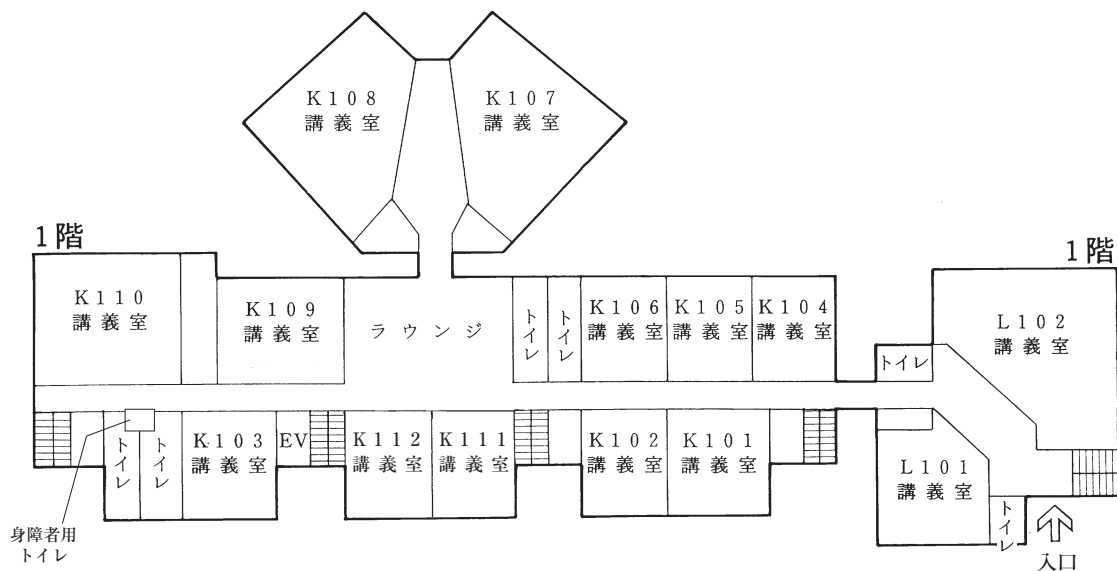 K108
講義室
K107
講義室
1階
1階
K110
講義室
K109
講義室
ラウンジ
トイレ
トイレ
K106
講義室
K105
講義室
K104
講義室
トイレ
L102
講義室
トイレ
トイレ
K103
講義室
EV
K112
講義室
K111
講義室
K102
講義室
K101
講義室
L101
講義室
トイレ
身障者用
トイレ
入口